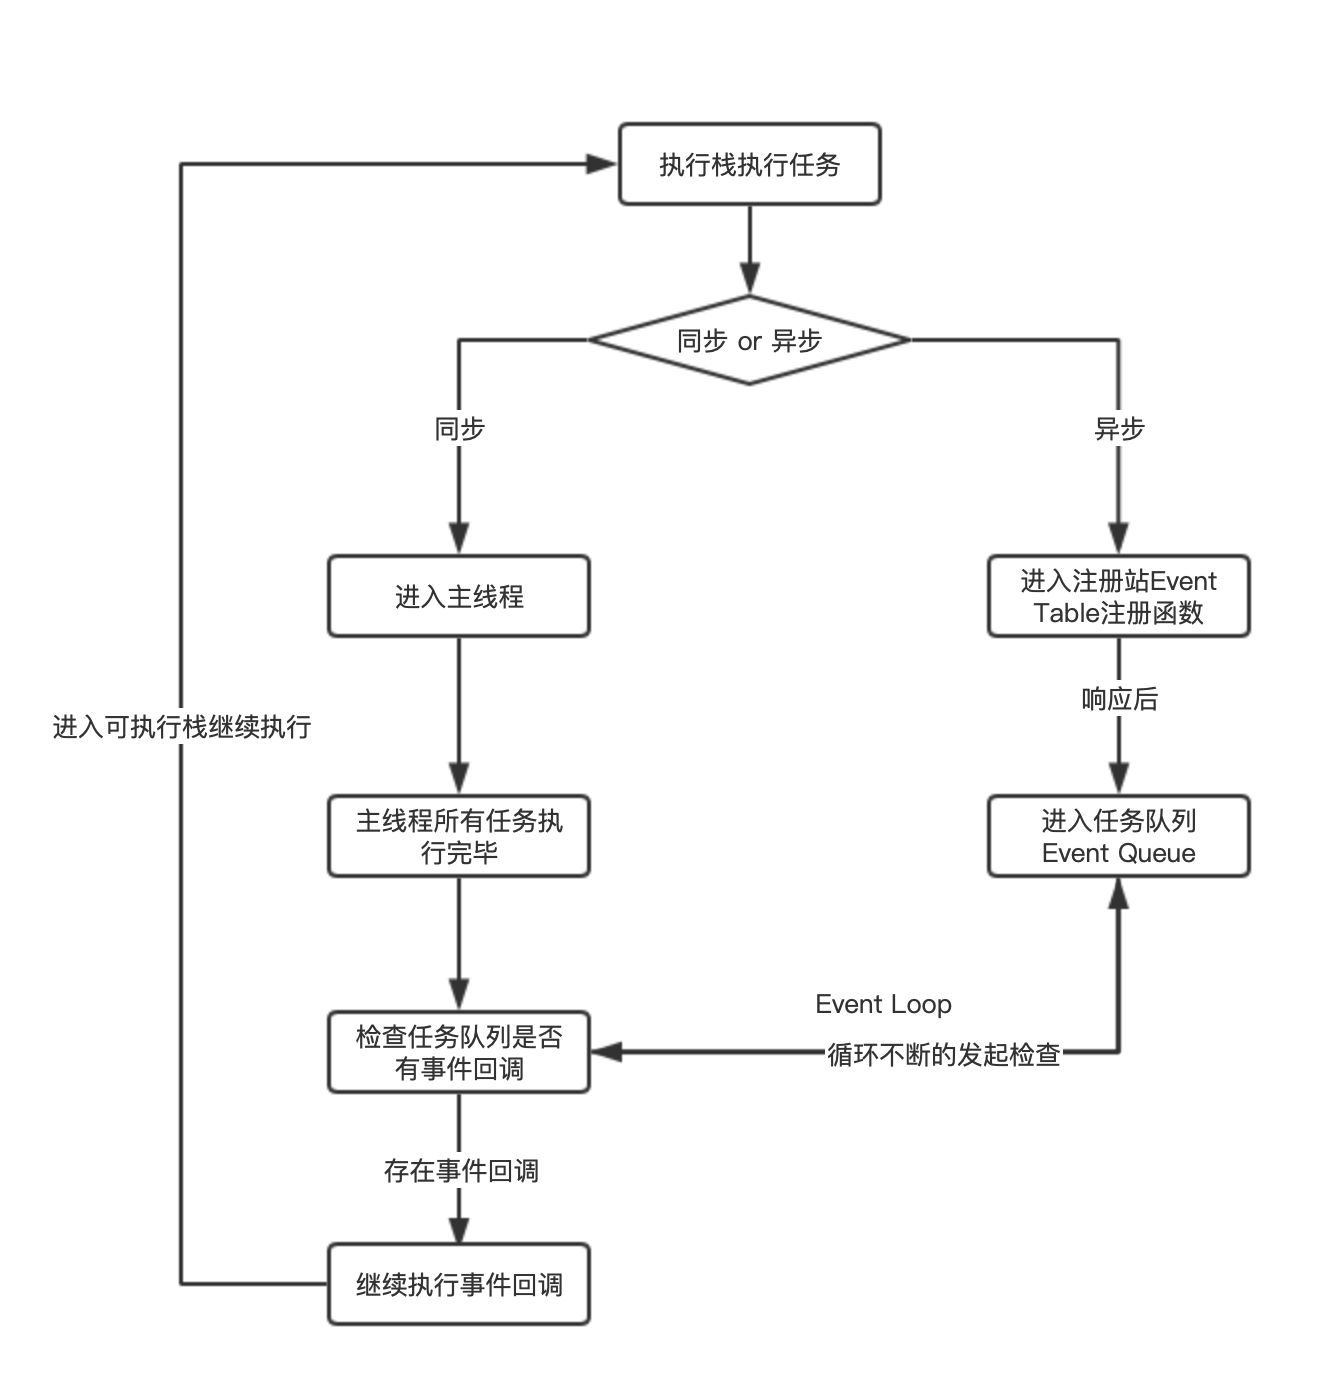 执行栈执行任务
同步 or 异步
同步
异步
进入主线程
进入注册站Event
Table注册函数
响应后
进入可执行栈继续执行
主线程所有任务执
行完毕
进入任务队列
Event Queue
Event Loop
循环不断的发起检查
检查任务队列是否
有事件回调
存在事件回调
继续执行事件回调